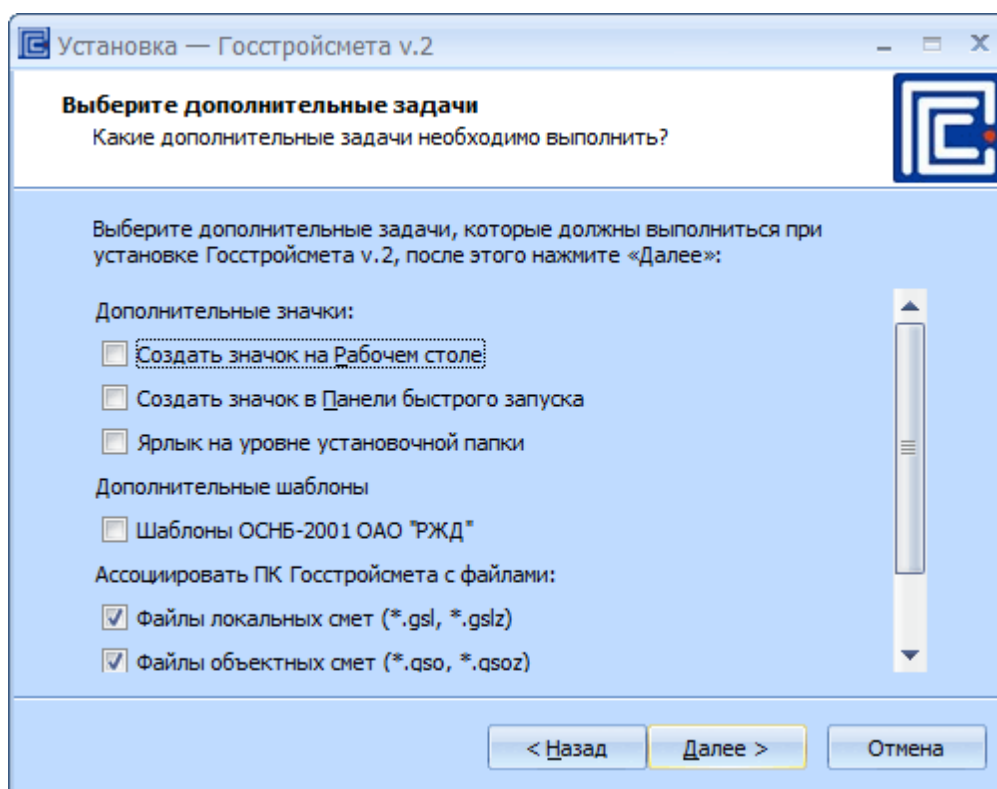 Установка — Госстройсмета v.2
Выберите дополнительные задачи
Какие дополнительные задачи необходимо выполнить?
Выберите дополнительные задачи, которые должны выполниться при
установке Госстройсмета v.2, после этого нажмите «Далее»:
Дополнительные значки:
Создать значок на Рабочем столе
Создать значок в Панели быстрого запуска
Ярлык на уровне установочной папки
Дополнительные шаблоны
Шаблоны ОСНБ-2001 ОАО "РЖД"
Ассоциировать ПК Госстройсмета с файлами:
Файлы локальных смет (*.gsl, *.gslz)
Файлы объектных смет (*.gso, *.gsoz)
< Назад
Далее >
Отмена